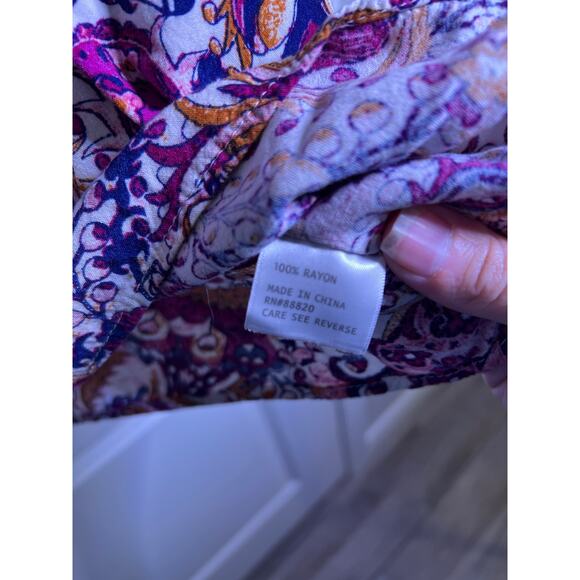 100% RAYON
MADE IN CHINA
RN#88820
CARE SEE REVERSE